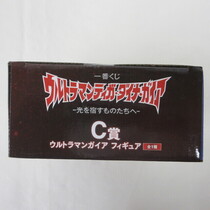 一番くじ
ウルトラマンティガ・ダイナ・ガイア
-光を宿すものたちへ-
C賞
ウルトラマンガイア フィギュア 全1種